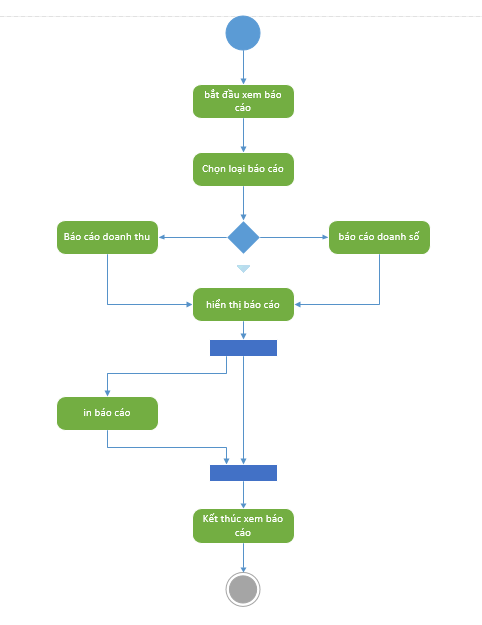 bắt đầu xem báo
cáo
Chọn loại báo cáo
Báo cáo doanh thu
báo cáo doanh số
hiển thị báo cáo
in báo cáo
Kết thúc xem báo
cáo